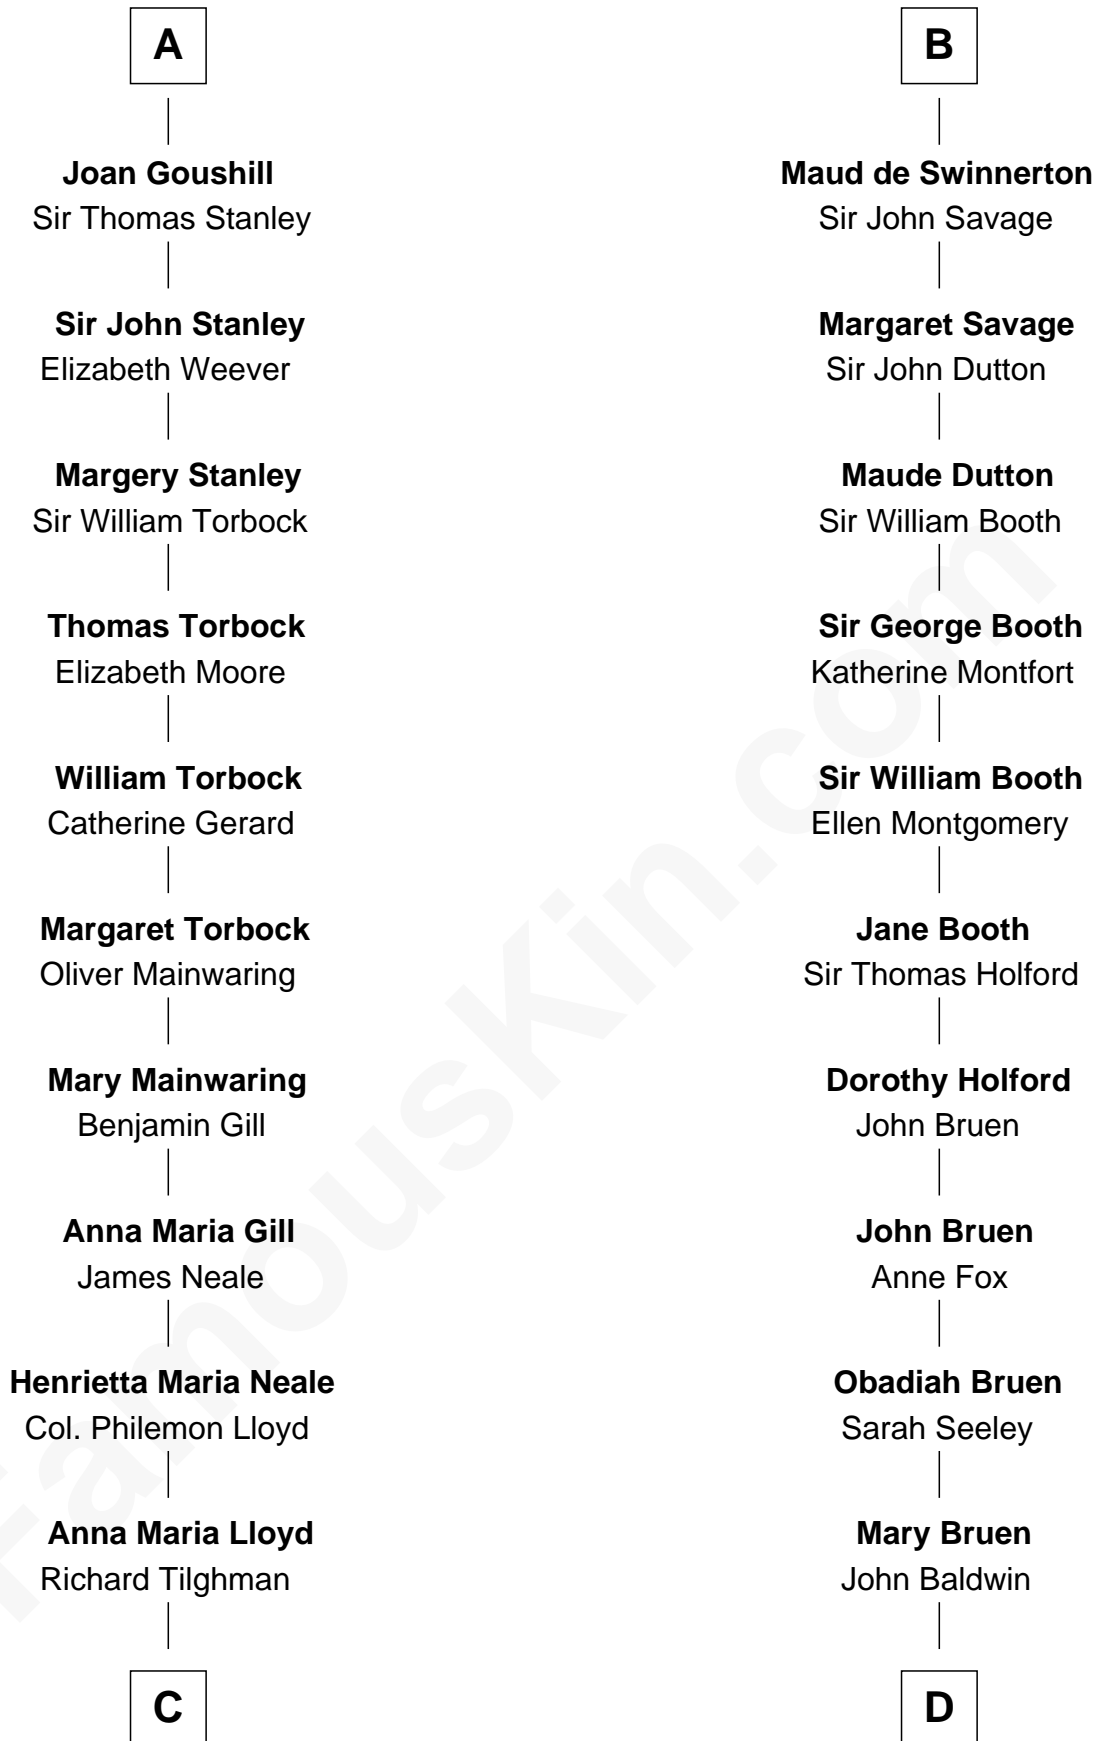 A
Joan Goushill
Sir Thomas Stanley
Sir John Stanley
Elizabeth Weever
Margery Stanley
Sir William Torbock
Thomas Torbock
Elizabeth Moore
William Torbock
Catherine Gerard
Margaret Torbock
Oliver Mainwaring
Mary Mainwaring
Benjamin Gill
Anna Maria Gill
James Neale
Henrietta Maria Neale
Col. Philemon Lloyd
Anna Maria Lloyd
Richard Tilghman
C
B
Maud de Swinnerton
Sir John Savage
Margaret Savage
Sir John Dutton
Maude Dutton
Sir William Booth
Sir George Booth
Katherine Montfort
Sir William Booth
Ellen Montgomery
Jane Booth
Sir Thomas Holford
Dorothy Holford
John Bruen
John Bruen
Anne Fox
Obadiah Bruen
Sarah Seeley
Mary Bruen
John Baldwin
D
FamousKin.com